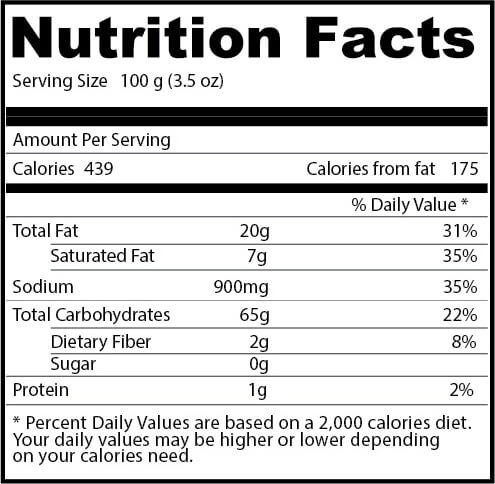 Nutrition Facts
Serving Size 100 g (3.5 oz)
Amount Per Serving
Calories 439 Calories from fat 175
% Daily Value *
Total Fat 20g 31%
Saturated Fat 7g 35%
Sodium 900mg 35%
Total Carbohydrates 65g 22%
Dietary Fiber 2g 8%
Sugar 0g
Protein 1g 2%
* Percent Daily Values are based on a 2,000 calories diet.
Your daily values may be higher or lower depending
on your calories need.